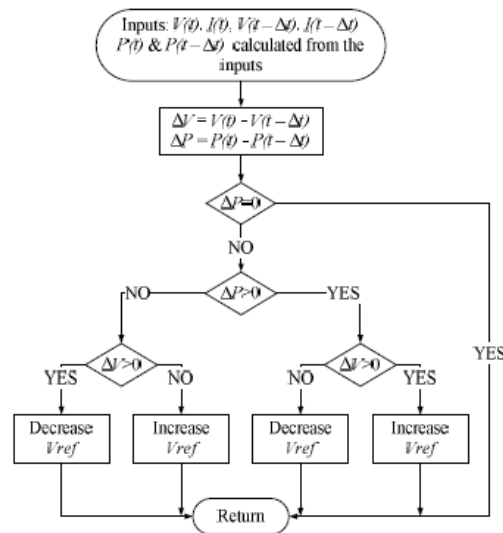 Inputs: V(t), I(t), V(t – Δt), I(t – Δt)
P(t) & P(t – Δt) calculated from the
inputs
ΔV = V(t) - V(t – Δt)
ΔP = P(t) - P(t – Δt)
ΔP=0
NO
YES
ΔP>0
NO
YES
ΔV>0
YES
NO
ΔV>0
NO
YES
Decrease
Vref
Increase
Vref
Decrease
Vref
Increase
Vref
Return